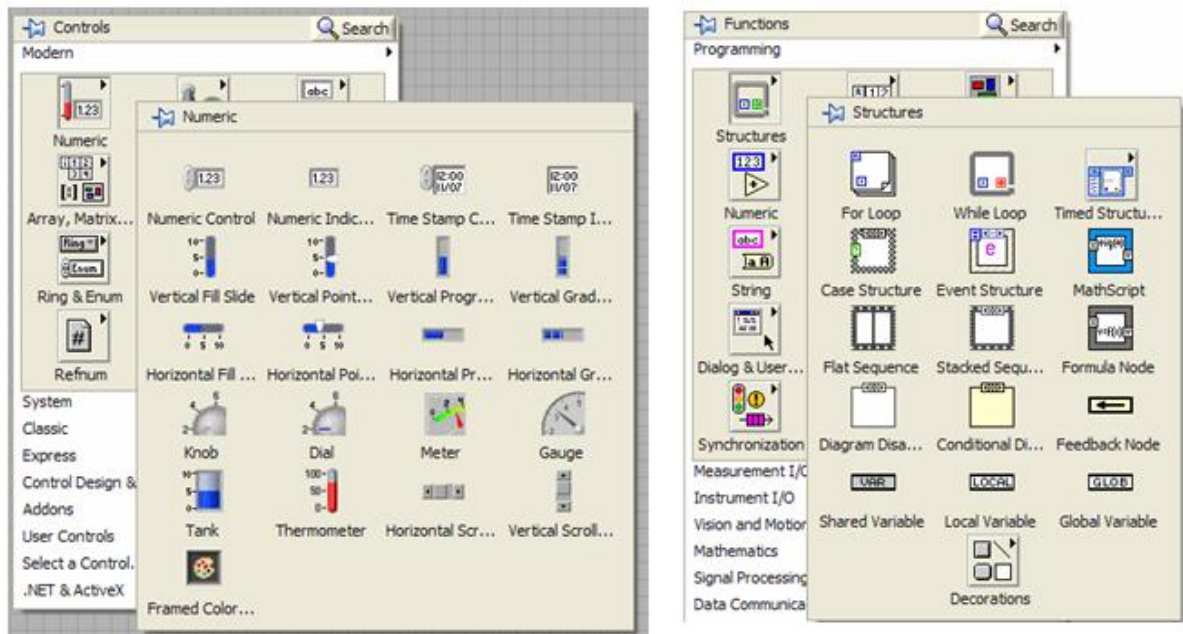 Controls
Search
Modern
Numeric
Array, Matrix...
Ring & Enum
Refnum
System
Classic
Express
Control Design &
Addons
User Controls
Select a Control.
.NET & ActiveX
Numeric
Numeric Control Numeric Indic... Time Stamp C... Time Stamp I...
Vertical Fill Slide Vertical Point... Vertical Progr... Vertical Grad...
Horizontal Fill ... Horizontal Poi... Horizontal Pr... Horizontal Gr...
Knob Dial Meter Gauge
Tank Thermometer Horizontal Scr... Vertical Scroll...
Framed Color...
Functions
Search
Programming
Structures
Numeric
String
Dialog & User...
Synchronization
Measurement I/O
Instrument I/O
Vision and Motion
Mathematics
Signal Processing
Data Communica
Structures
For Loop While Loop Timed Structu...
Case Structure Event Structure MathScript
Flat Sequence Stacked Sequ... Formula Node
Diagram Disa... Conditional Di... Feedback Node
VAR LOCAL GLOB
Shared Variable Local Variable Global Variable
Decorations